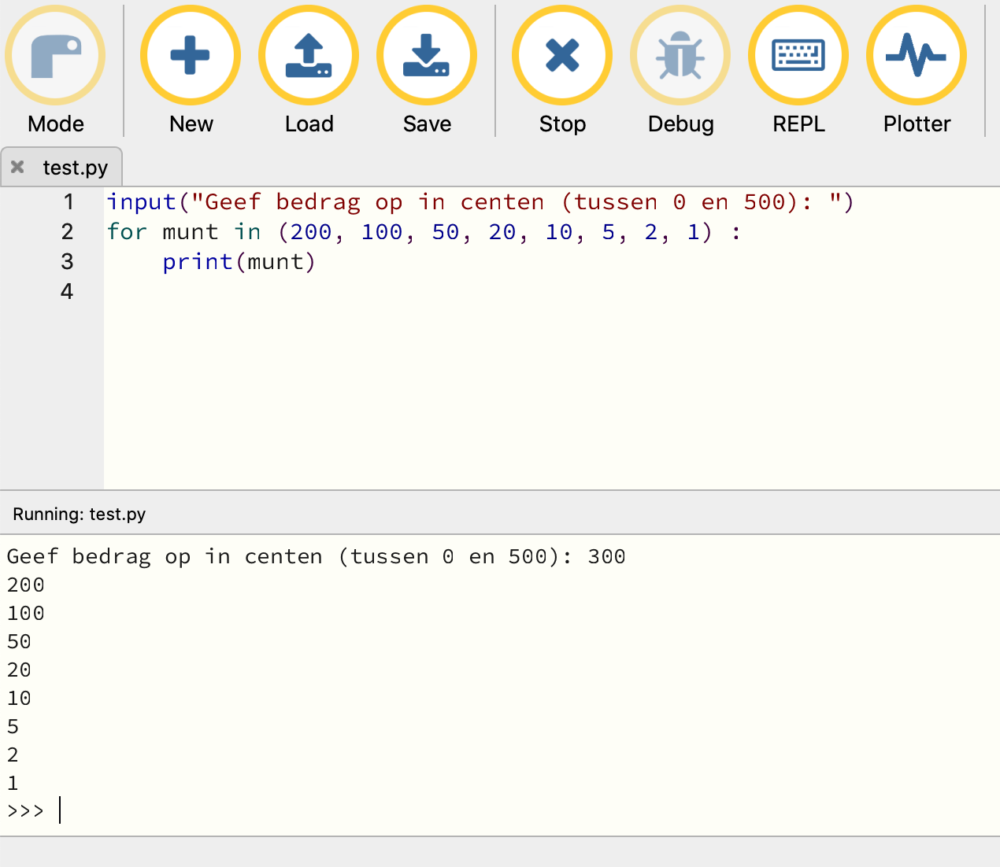 Mode New Load Save Stop Debug REPL Plotter
test.py
1 input("Geef bedrag op in centen (tussen 0 en 500): ")
2 for munt in (200, 100, 50, 20, 10, 5, 2, 1) :
3     print(munt)
4
Running: test.py
Geef bedrag op in centen (tussen 0 en 500): 300
200
100
50
20
10
5
2
1
>>>